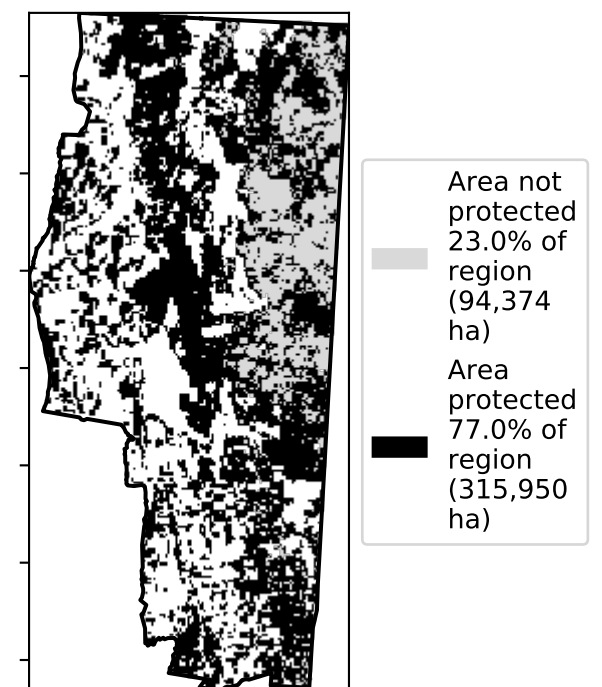 Area not
protected
23.0% of
region
(94,374
ha)
Area
protected
77.0% of
region
(315,950
ha)